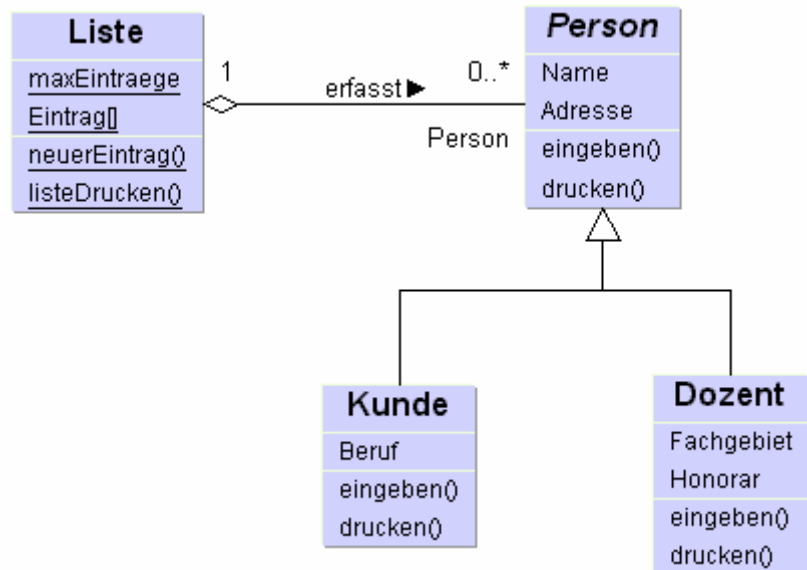 Liste
maxEintraege
Eintrag[]
neuerEintrag()
listeDrucken()
1
erfasst
0..*
Person
Person
Name
Adresse
eingeben()
drucken()
Kunde
Beruf
eingeben()
drucken()
Dozent
Fachgebiet
Honorar
eingeben()
drucken()